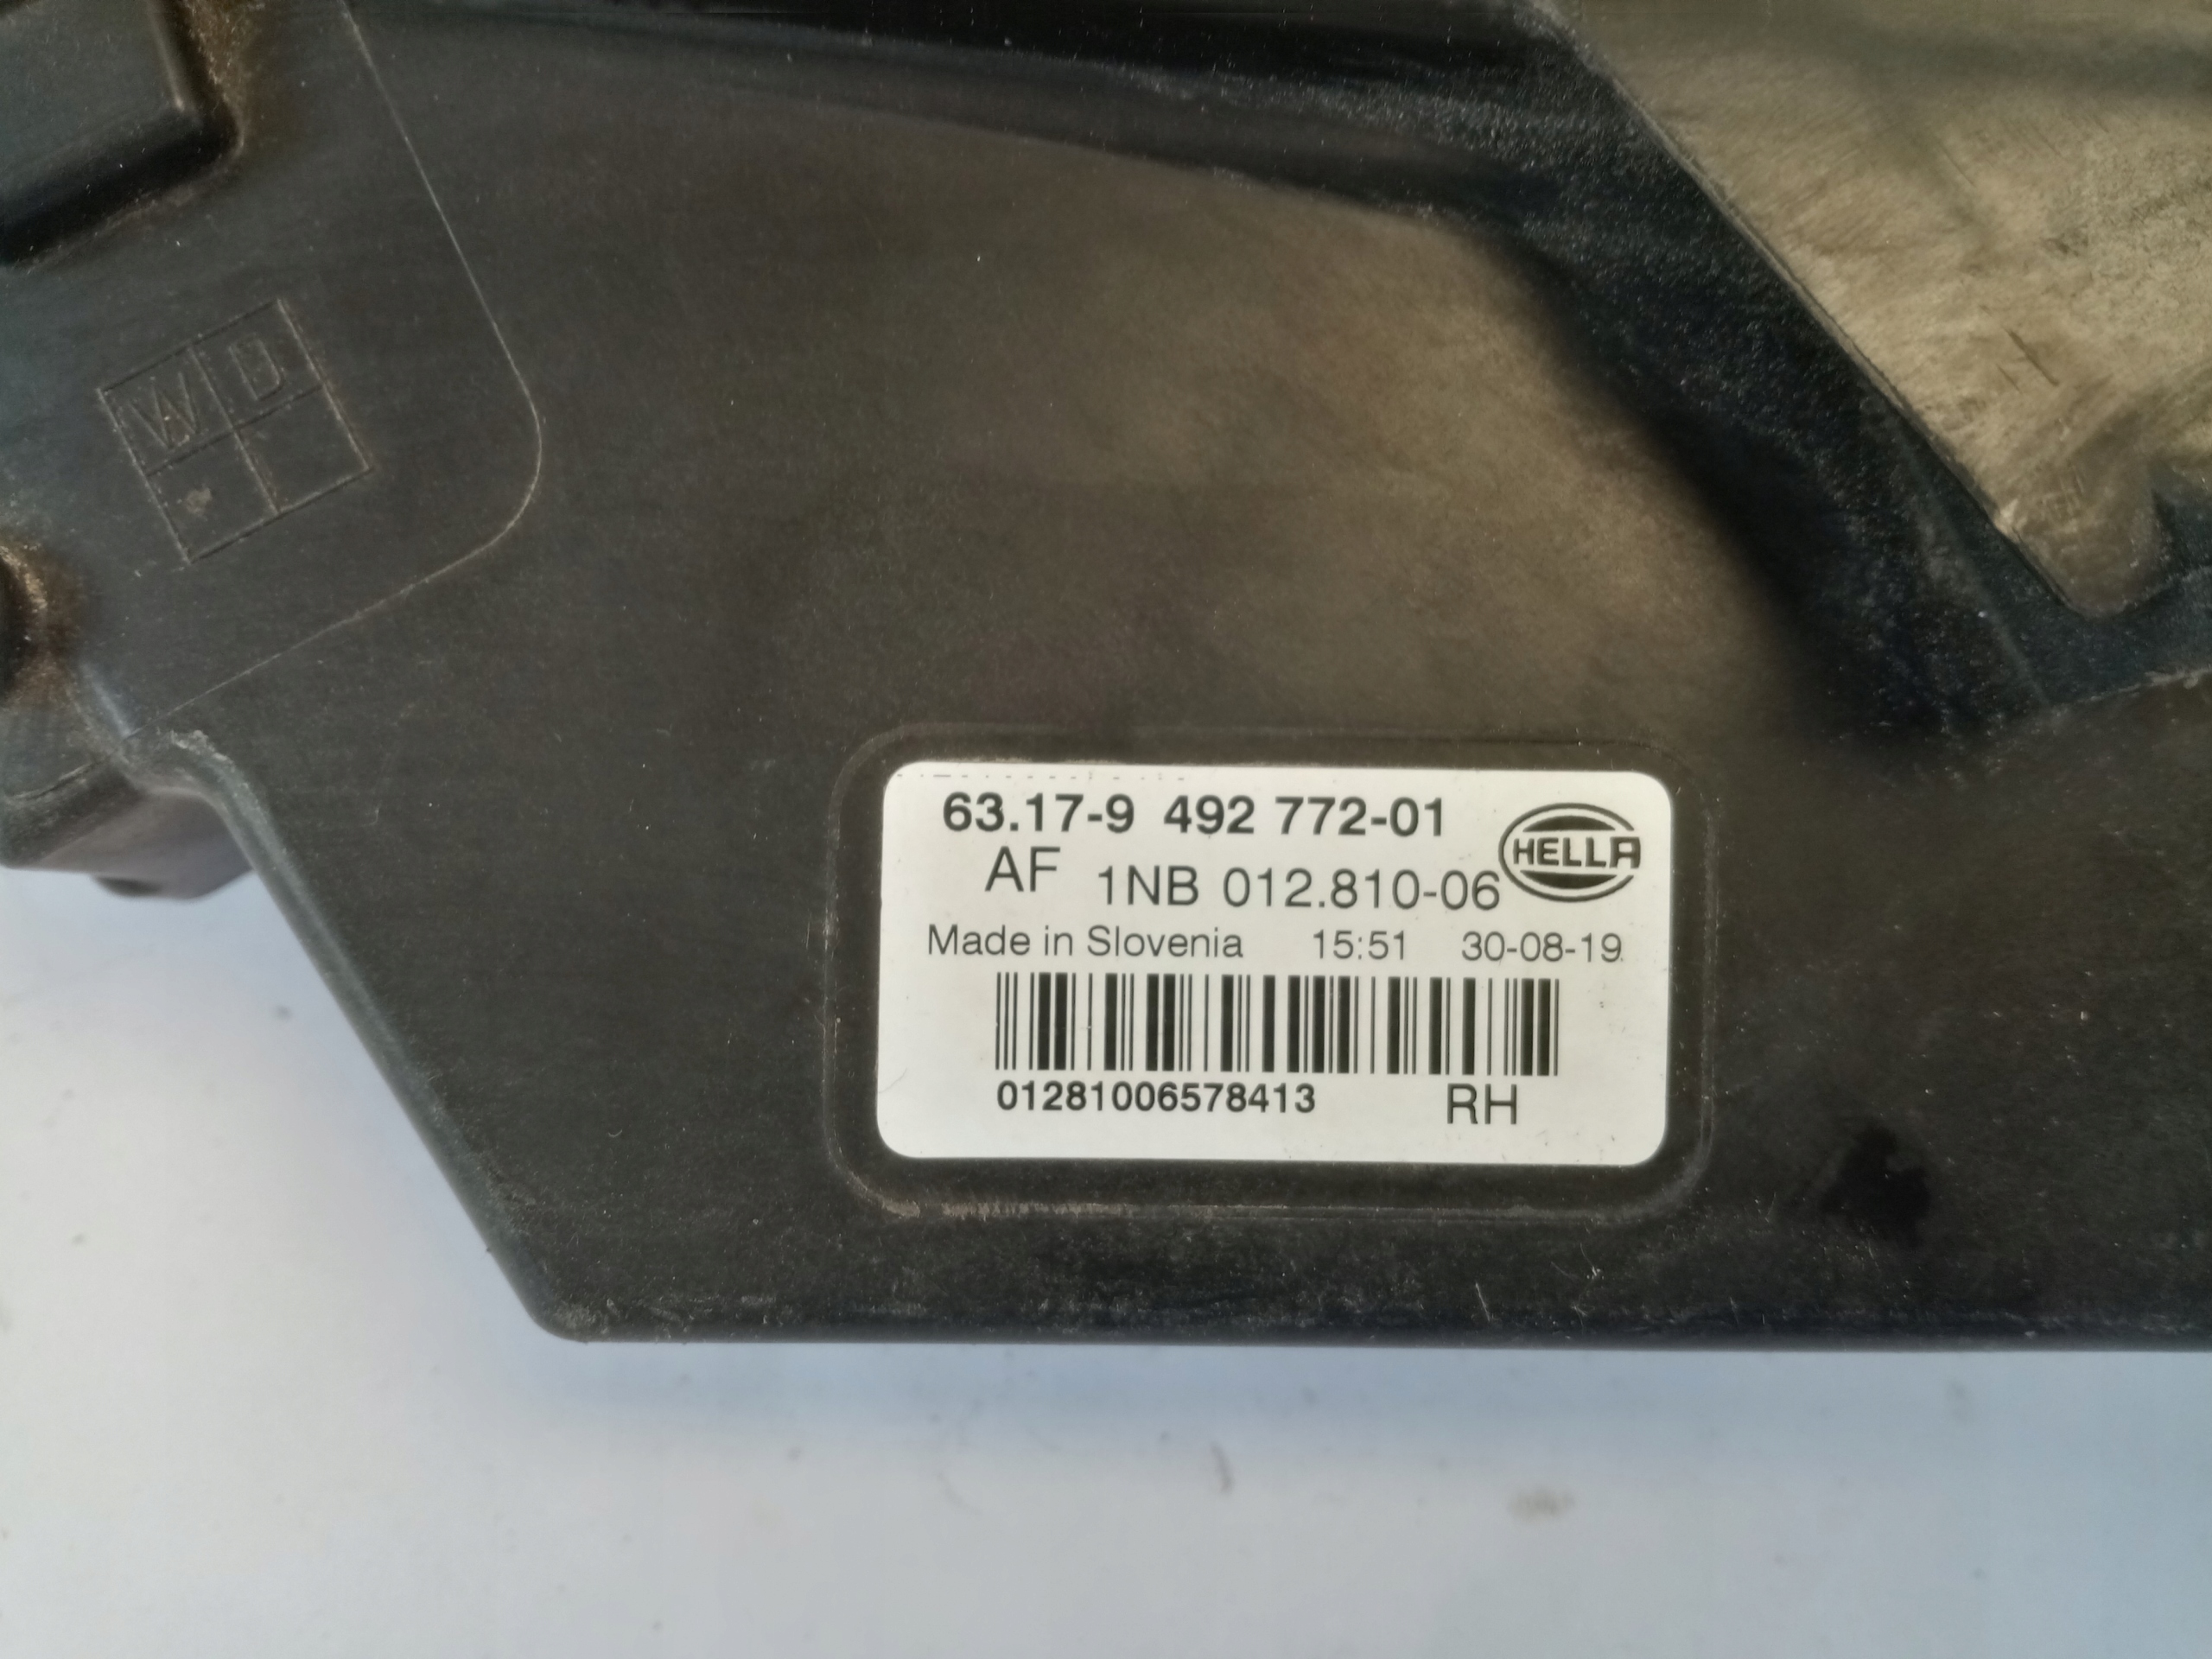 W D
63.17-9 492 772-01
HELLA
AF 1NB 012.810-06
Made in Slovenia 15:51 30-08-19
01281006578413 RH